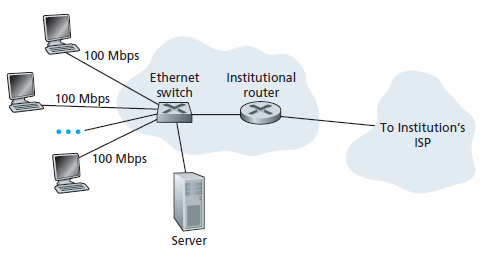 100 Mbps
Ethernet
switch
Institutional
router
100 Mbps
To Institution's
ISP
100 Mbps
Server